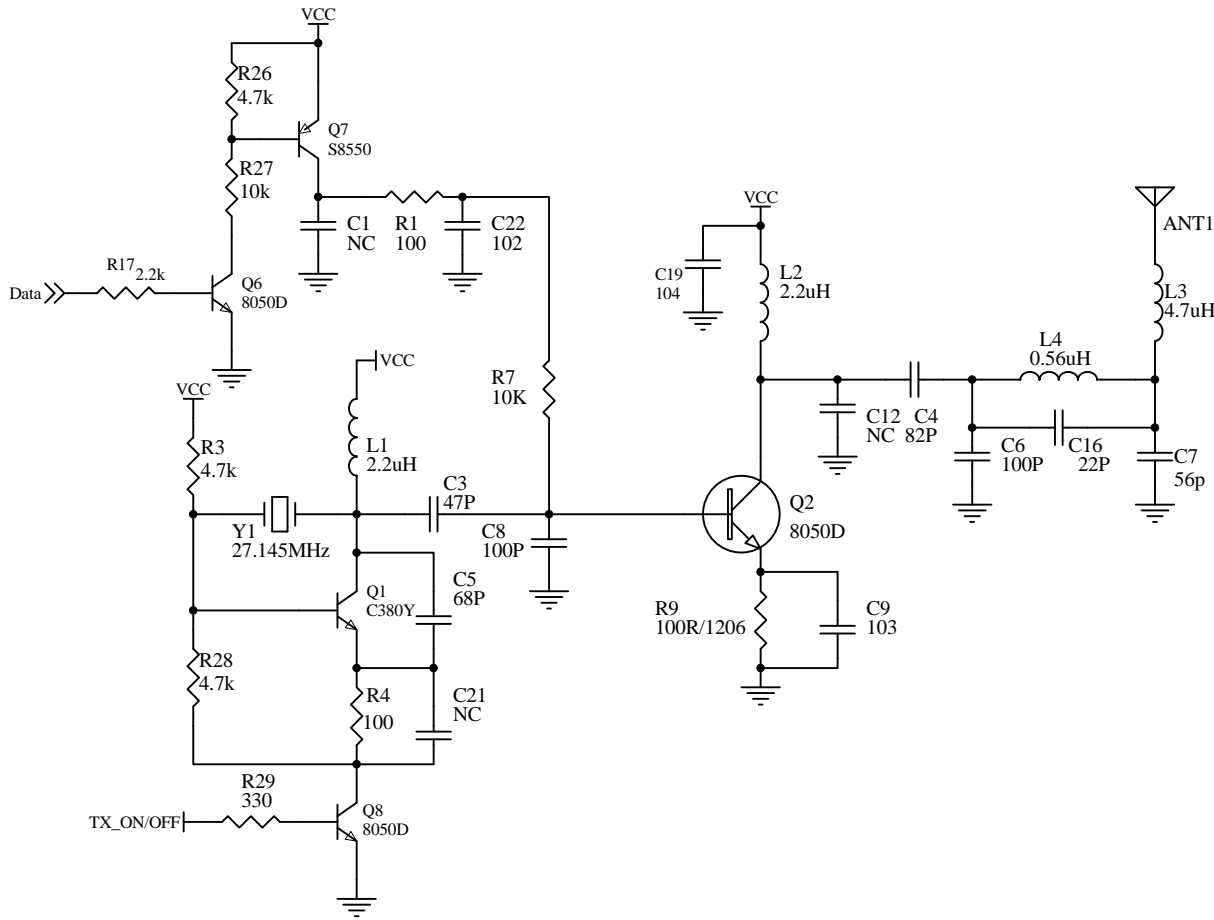 VCC
R26
4.7k
Q7
S8550
R27
10k
C1
NC
R1
100
C22
102
R17
2.2k
Data
Q6
8050D
VCC
C19
104
L2
2.2uH
ANT1
L3
4.7uH
L4
0.56uH
VCC
VCC
R7
10K
C12
NC
C4
82P
C6
100P
C16
22P
C7
56p
R3
4.7k
L1
2.2uH
C3
47P
Y1
27.145MHz
C8
100P
Q2
8050D
Q1
C380Y
C5
68P
R9
100R/1206
C9
103
R28
4.7k
R4
100
C21
NC
R29
330
TX_ON/OFF
Q8
8050D